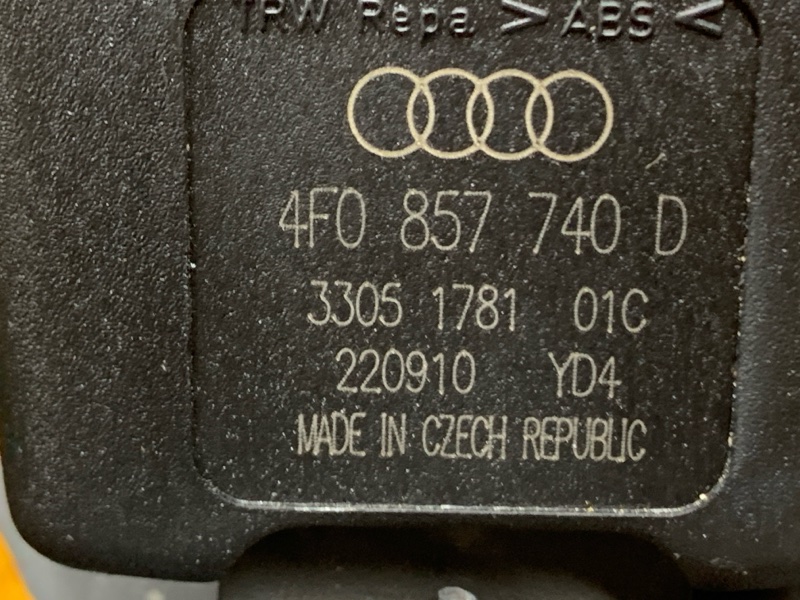 TRW Repa >ABS<
4F0 857 740 D
3305 1781 01C
220910 YD4
MADE IN CZECH REPUBLIC